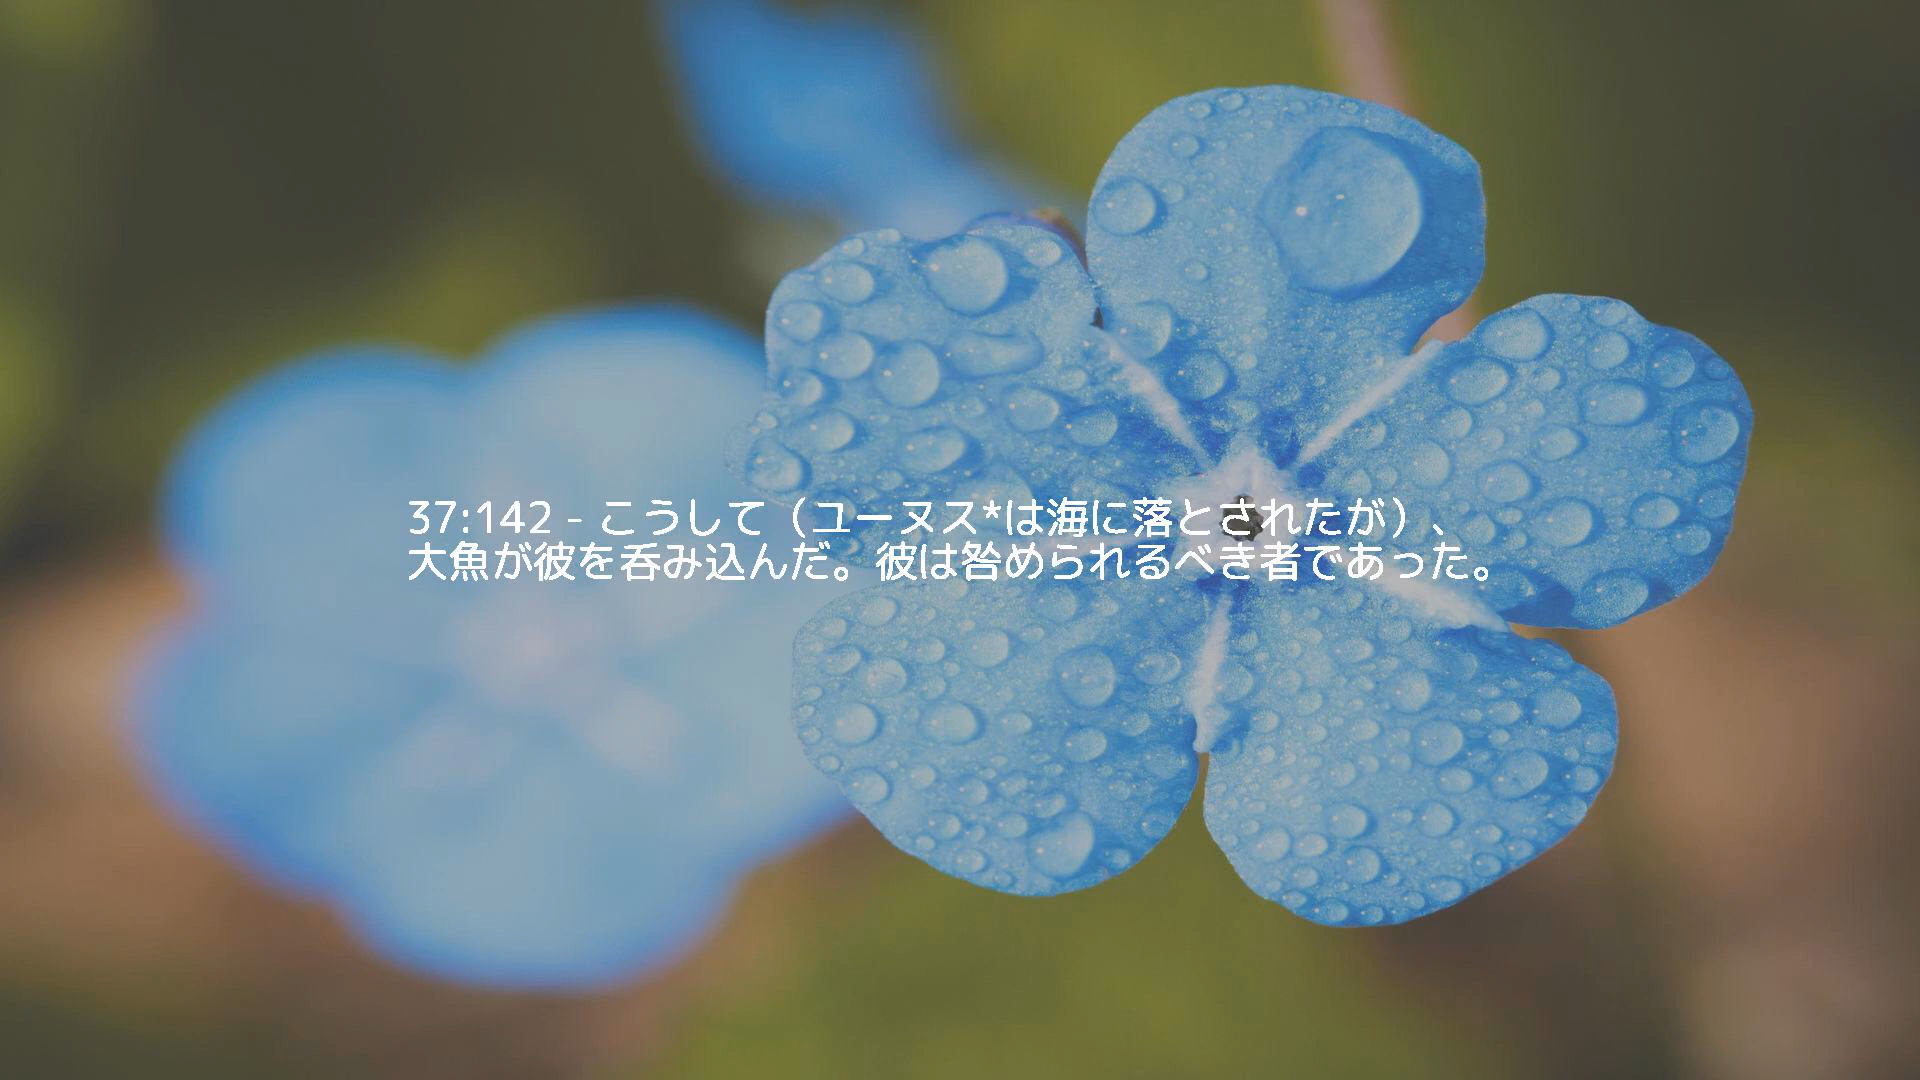 37:142 - こうして（ユーヌス*は海に落とされたが）、
大魚が彼を呑み込んだ。彼は咎められるべき者であった。